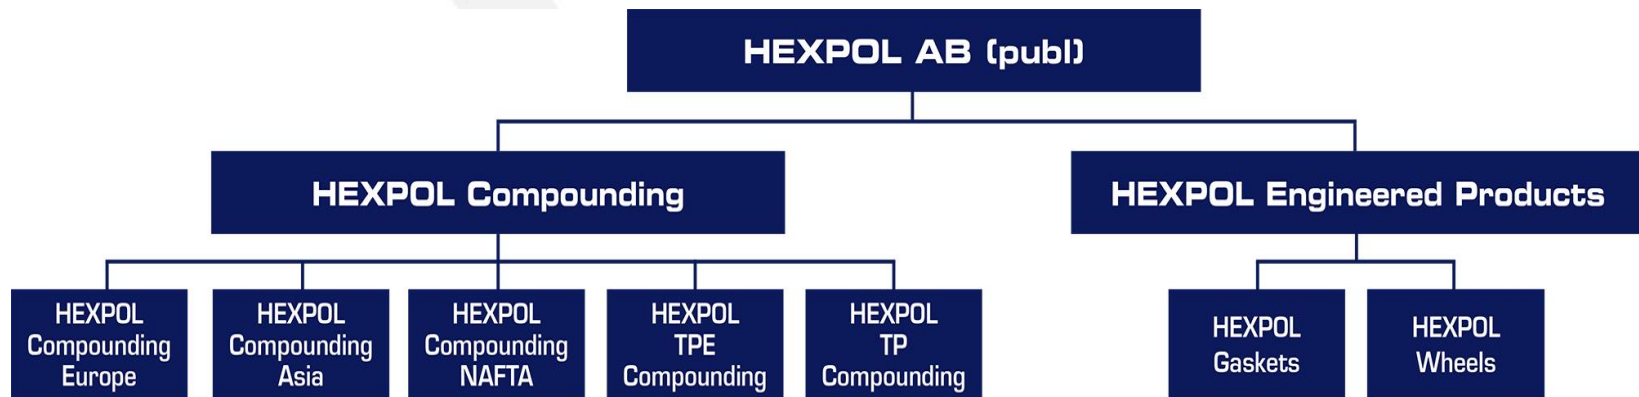 HEXPOL AB (publ)
HEXPOL Compounding
HEXPOL Engineered Products
HEXPOL
Compounding
Europe
HEXPOL
Compounding
Asia
HEXPOL
Compounding
NAFTA
HEXPOL
TPE
Compounding
HEXPOL
TP
Compounding
HEXPOL
Gaskets
HEXPOL
Wheels